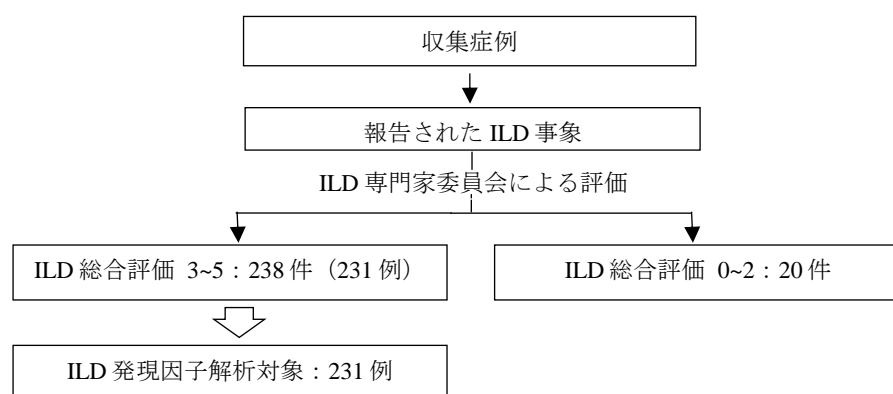 収集症例
報告された ILD 事象
ILD 専門家委員会による評価
ILD 総合評価 3~5：238 件（231 例）
ILD 総合評価 0~2：20 件
ILD 発現因子解析対象：231 例